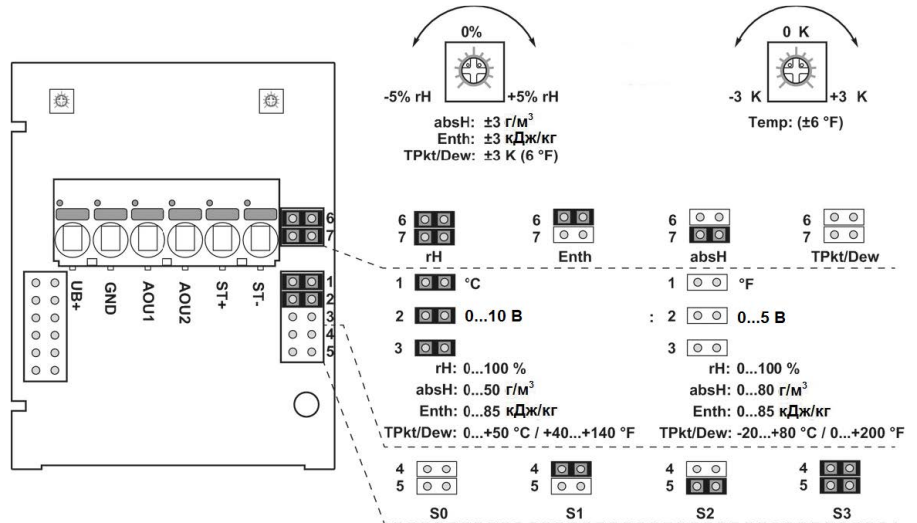 0%
0 K
-5% rH +5% rH
-3 K +3 K
absH: ±3 г/м³
Temp: (±6 °F)
Enth: ±3 кДж/кг
TPkt/Dew: ±3 K (6 °F)
6
7
6
7
rH
6
7
Enth
6
7
absH
6
7
TPkt/Dew
1
2
3
4
5
UB+
GND
AOU1
AOU2
ST+
ST-
1 °C
1 °F
2 0...10 В
: 2 0...5 В
3
3
rH: 0...100 %
absH: 0...50 г/м³
Enth: 0...85 кДж/кг
TPkt/Dew: 0...+50 °C / +40...+140 °F
rH: 0...100 %
absH: 0...80 г/м³
Enth: 0...85 кДж/кг
TPkt/Dew: -20...+80 °C / 0...+200 °F
4
5
S0
4
5
S1
4
5
S2
4
5
S3